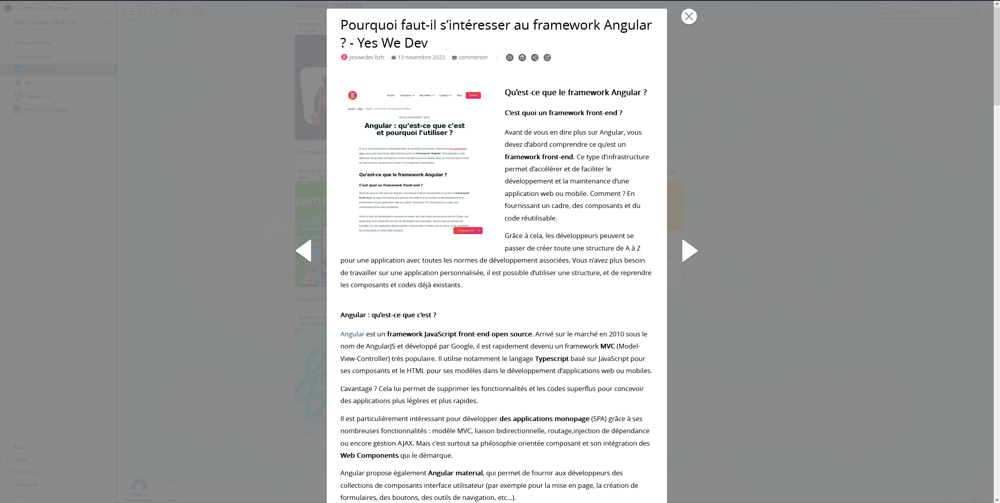 Pearltrees de Prunelles
Mon stockage : 1% de 1Go
Plus
Mon historique
Mes collections
Frameworks
API
Teamwork
Personnal studies
Apps
Outils
Éducation
Entreprise
Plus
Devenir Premium
Outils
Framework - Front end
Pourquoi
Angular ? -
Framework
Pourquoi
web ? - Blo
rame
Idées Fram
Qu'est-ce q
bibliothèqu
Pearltrees
by
Zoom
Poubelle
Pourquoi faut-il s’intéresser au framework Angular
? - Yes We Dev
yeswedev.bzh
13 novembre 2023
commenter
YES
WE
DEV
Accueil
Vos enjeux
Nos métiers
L'agence
Blog
Contact
Accueil > Blog > Angular : qu'est-ce que c'est et pourquoi l'utiliser ?
DÉVELOPPEMENT WEB
Angular : qu’est-ce que c’est
et pourquoi l’utiliser ?
Si vous vous intéressez au développement de produits numériques, notamment les applications
web, vous avez sans doute déjà entendu parler du framework Angular. Très populaire, il est
utilisé par de grandes entreprises comme Google ou encore PayPal. Mais ce n’est pas tout d’avoir
un outil reconnu, encore faut-il savoir s’il correspond à vos besoins.
Qu’est-ce que le framework Angular ?
C’est quoi un framework front-end ?
Avant de vous en dire plus sur Angular, vous devez d’abord comprendre ce qu’est un framework
front-end. Ce type d’infrastructure permet d’accélérer et de faciliter le développement et la
maintenance d’une application web ou mobile. Comment ? En fournissant un cadre, des
composants et du code réutilisable.
Grâce à cela, les développeurs peuvent se passer de créer toute une structure de A à Z pour une
application avec toutes les normes de développement associées. Vous n’avez plus besoin de
travailler sur une application personnalisée, il est possible d’utiliser une structure, et de reprendre
les composants et codes déjà existants.
Contactez-nous
Qu’est-ce que le framework Angular ?
C’est quoi un framework front-end ?
Avant de vous en dire plus sur Angular, vous
devez d’abord comprendre ce qu’est un
framework front-end. Ce type d’infrastructure
permet d’accélérer et de faciliter le
développement et la maintenance d’une
application web ou mobile. Comment ? En
fournissant un cadre, des composants et du
code réutilisable.
Grâce à cela, les développeurs peuvent se
passer de créer toute une structure de A à Z
pour une application avec toutes les normes de développement associées. Vous n’avez plus besoin
de travailler sur une application personnalisée, il est possible d’utiliser une structure, et de reprendre
les composants et codes déjà existants.
Angular : qu’est-ce que c’est ?
Angular est un framework JavaScript front-end open source. Arrivé sur le marché en 2010 sous le
nom de AngularJS et développé par Google, il est rapidement devenu un framework MVC (Model-
View-Controller) très populaire. Il utilise notamment le langage Typescript basé sur JavaScript pour
ses composants et le HTML pour ses modèles dans le développement d’applications web ou mobiles.
L’avantage ? Cela lui permet de supprimer les fonctionnalités et les codes superflus pour concevoir
des applications plus légères et plus rapides.
Il est particulièrement intéressant pour développer des applications monopage (SPA) grâce à ses
nombreuses fonctionnalités : modèle MVC, liaison bidirectionnelle, routage,injection de dépendance
ou encore gestion AJAX. Mais c’est surtout sa philosophie orientée composant et son intégration des
Web Components qui le démarque.
Angular propose également Angular material, qui permet de fournir aux développeurs des
collections de composants interface utilisateur (par exemple pour la mise en page, la création de
formulaires, des boutons, des outils de navigation, etc…).